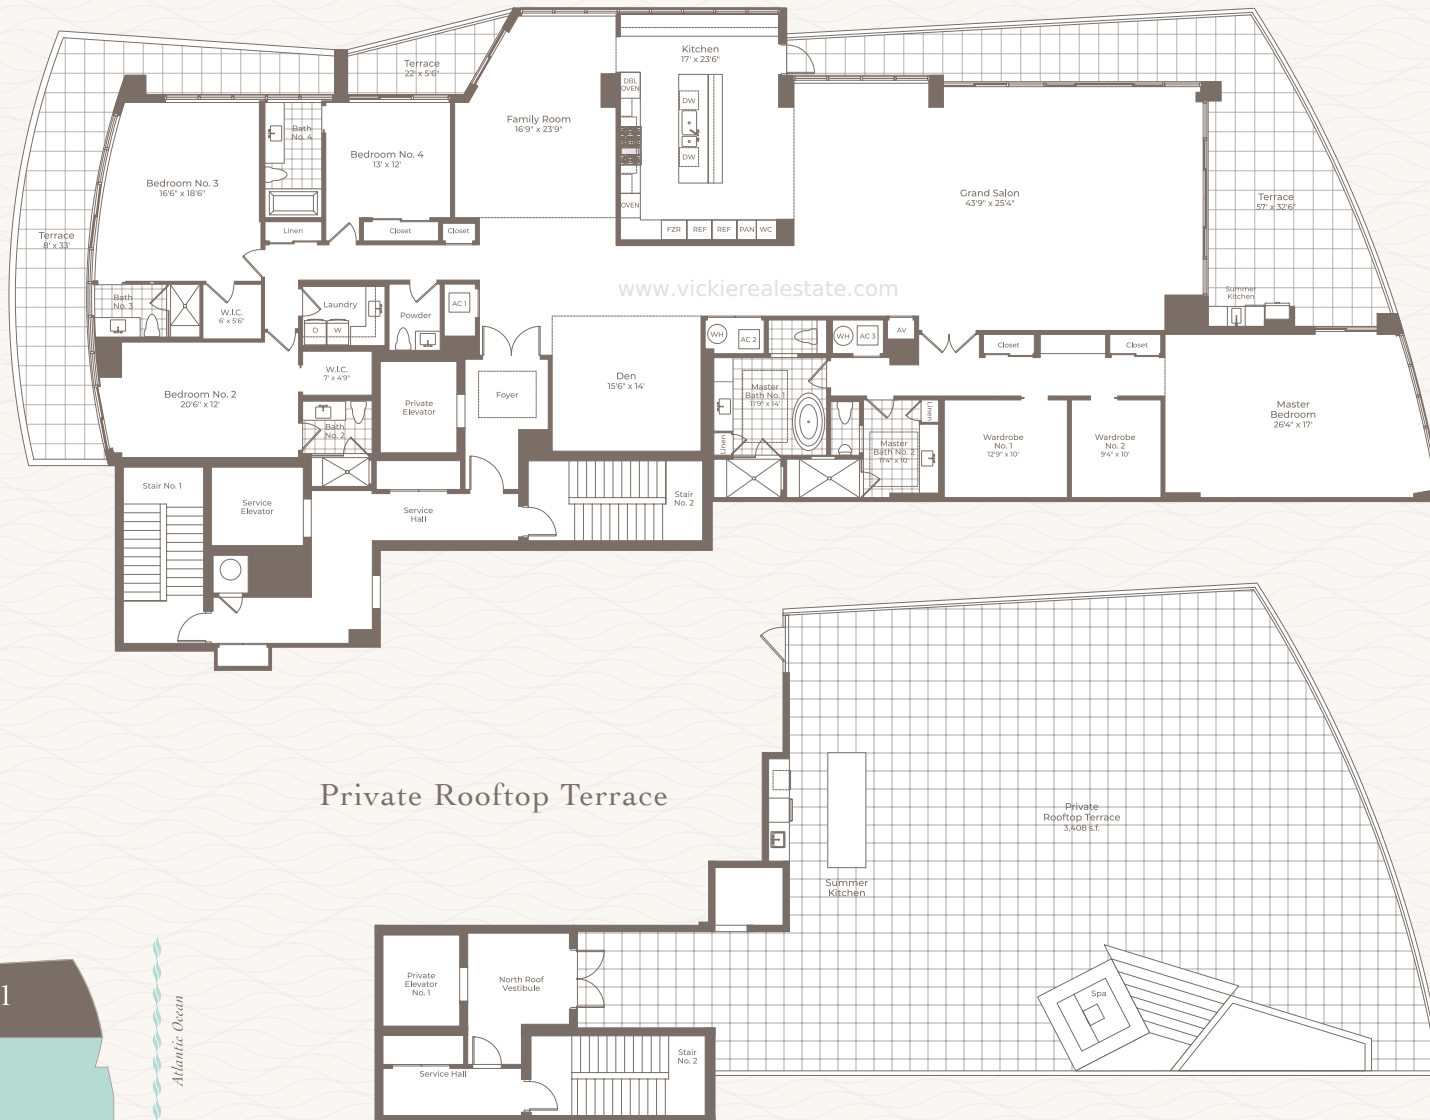 Terrace
22' x 5'6"
Kitchen
17' x 23'6"
DBL
OVEN
DW
DW
OVEN
FZR
REF
REF
PAN
WC
Family Room
16'9" x 23'9"
Bath
No. 4
Bedroom No. 4
13' x 12'
Bedroom No. 3
16'6" x 18'6"
Grand Salon
43'9" x 25'4"
Terrace
57' x 32'6"
Terrace
8' x 33'
Linen
Closet
Closet
www.vickierealestate.com
Summer
Kitchen
Bath
No. 3
W.I.C.
6' x 5'6"
Laundry
D
W
Powder
AC 1
WH
AC 2
WH
AC 3
AV
Closet
Closet
W.I.C.
7' x 4'9"
Den
15'6" x 14'
Bedroom No. 2
20'6" x 12'
Private
Elevator
Foyer
Master
Bath No. 1
11'9" x 14'
Linen
Linen
Master
Bedroom
26'4" x 17'
Bath
No. 2
Master
Bath No. 2
11'4" x 10'
Wardrobe
No. 1
12'9" x 10'
Wardrobe
No. 2
9'4" x 10'
Stair No. 1
Service
Elevator
Service
Hall
Stair
No. 2
Private Rooftop Terrace
Private
Rooftop Terrace
3,408 s.f.
Summer
Kitchen
Private
Elevator
No. 1
North Roof
Vestibule
Spa
Stair
No. 2
Service Hall
1
Atlantic Ocean